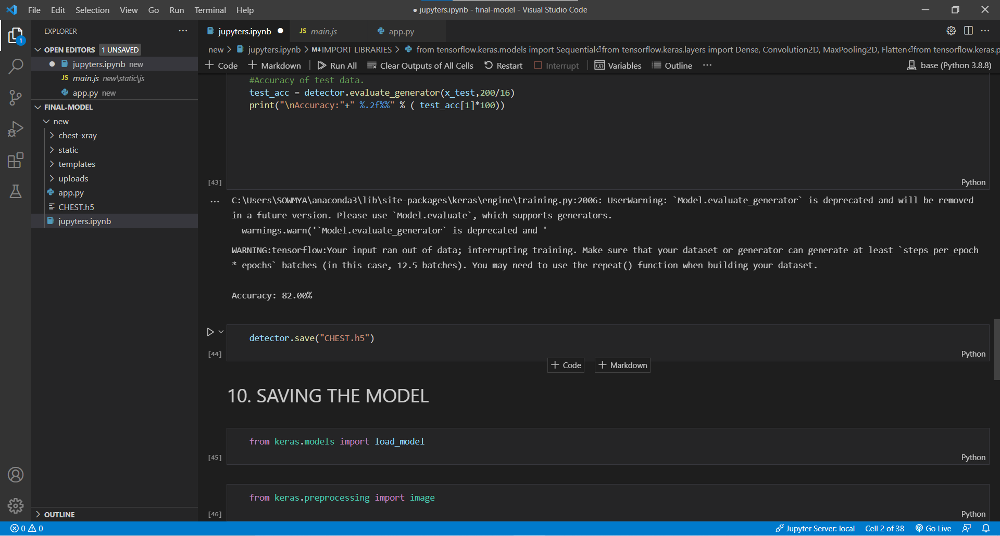 File Edit Selection View Go Run Terminal Help
● jupyters.ipynb - final-model - Visual Studio Code
EXPLORER
jupyters.ipynb
JS main.js
app.py
OPEN EDITORS 1 UNSAVED
new > jupyters.ipynb > M↓IMPORT LIBRARIES > from tensorflow.keras.models import Sequential⏎from tensorflow.keras.layers import Dense, Convolution2D, MaxPooling2D, Flatten⏎from tensorflow.keras.p
jupyters.ipynb new
JS main.js new\static\js
app.py new
FINAL-MODEL
new
chest-xray
static
templates
uploads
app.py
CHEST.h5
jupyters.ipynb
OUTLINE
+ Code + Markdown Run All Clear Outputs of All Cells Restart Interrupt Variables Outline ···
base (Python 3.8.8)
#Accuracy of test data.
test_acc = detector.evaluate_generator(x_test,200/16)
print("\nAccuracy:"+" %.2f%%" % ( test_acc[1]*100))
[43]
Python
C:\Users\SOWMYA\anaconda3\lib\site-packages\keras\engine\training.py:2006: UserWarning: `Model.evaluate_generator` is deprecated and will be removed
in a future version. Please use `Model.evaluate`, which supports generators.
warnings.warn('`Model.evaluate_generator` is deprecated and '
WARNING:tensorflow:Your input ran out of data; interrupting training. Make sure that your dataset or generator can generate at least `steps_per_epoch
* epochs` batches (in this case, 12.5 batches). You may need to use the repeat() function when building your dataset.
Accuracy: 82.00%
detector.save("CHEST.h5")
[44]
Python
+ Code + Markdown
10. SAVING THE MODEL
from keras.models import load_model
[45]
Python
from keras.preprocessing import image
[46]
Python
0 0
Jupyter Server: local Cell 2 of 38 Go Live
1